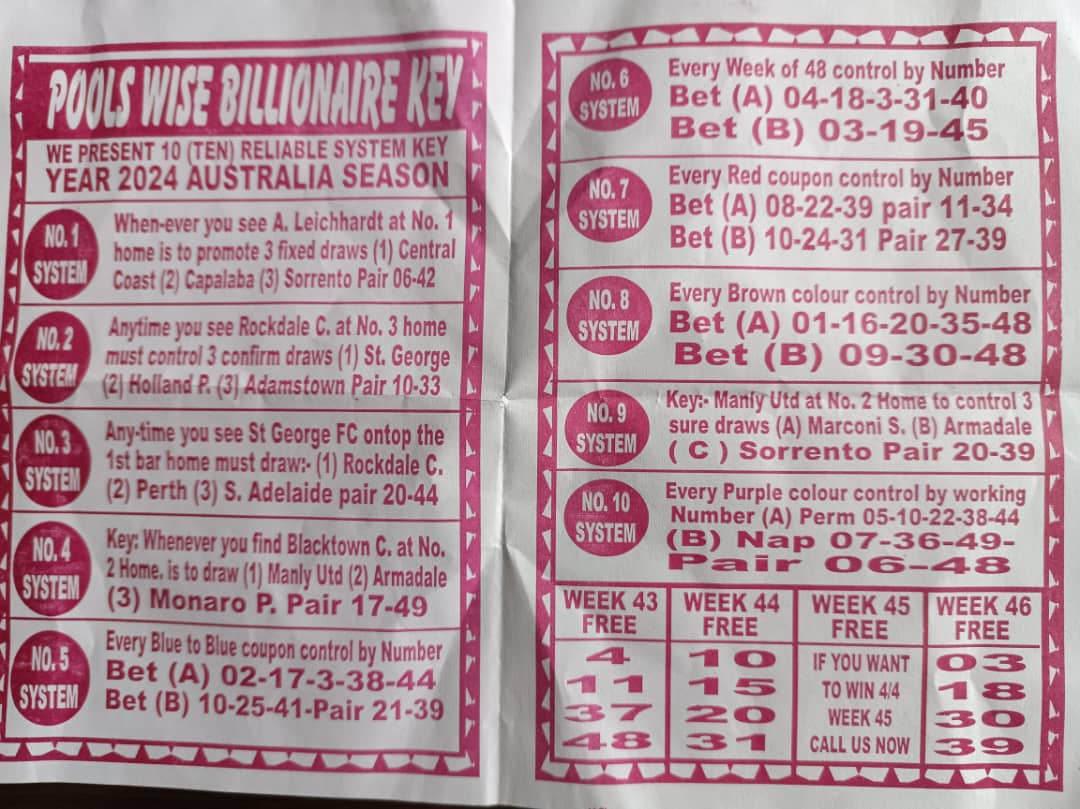 POOLS WISE BILLIONAIRE KEY
WE PRESENT 10 (TEN) RELIABLE SYSTEM KEY
YEAR 2024 AUSTRALIA SEASON
NO. 1
SYSTEM
When-ever you see A. Leichhardt at No. 1
home is to promote 3 fixed draws (1) Central
Coast (2) Capalaba (3) Sorrento Pair 06-42
NO. 2
SYSTEM
Anytime you see Rockdale C. at No. 3 home
must control 3 confirm draws (1) St. George
(2) Holland P. (3) Adamstown Pair 10-33
NO. 3
SYSTEM
Any-time you see St George FC ontop the
1st bar home must draw:- (1) Rockdale C.
(2) Perth (3) S. Adelaide pair 20-44
NO. 4
SYSTEM
Key: Whenever you find Blacktown C. at No.
2 Home. is to draw (1) Manly Utd (2) Armadale
(3) Monaro P. Pair 17-49
NO. 5
SYSTEM
Every Blue to Blue coupon control by Number
Bet (A) 02-17-3-38-44
Bet (B) 10-25-41-Pair 21-39
NO. 6
SYSTEM
Every Week of 48 control by Number
Bet (A) 04-18-3-31-40
Bet (B) 03-19-45
NO. 7
SYSTEM
Every Red coupon control by Number
Bet (A) 08-22-39 pair 11-34
Bet (B) 10-24-31 Pair 27-39
NO. 8
SYSTEM
Every Brown colour control by Number
Bet (A) 01-16-20-35-48
Bet (B) 09-30-48
NO. 9
SYSTEM
Key:- Manly Utd at No. 2 Home to control 3
sure draws (A) Marconi S. (B) Armadale
( C ) Sorrento Pair 20-39
NO. 10
SYSTEM
Every Purple colour control by working
Number (A) Perm 05-10-22-38-44
(B) Nap 07-36-49-
Pair 06-48
WEEK 43
FREE
4
11
37
48
WEEK 44
FREE
10
15
20
31
WEEK 45
FREE
IF YOU WANT
TO WIN 4/4
WEEK 45
CALL US NOW
WEEK 46
FREE
03
18
30
39